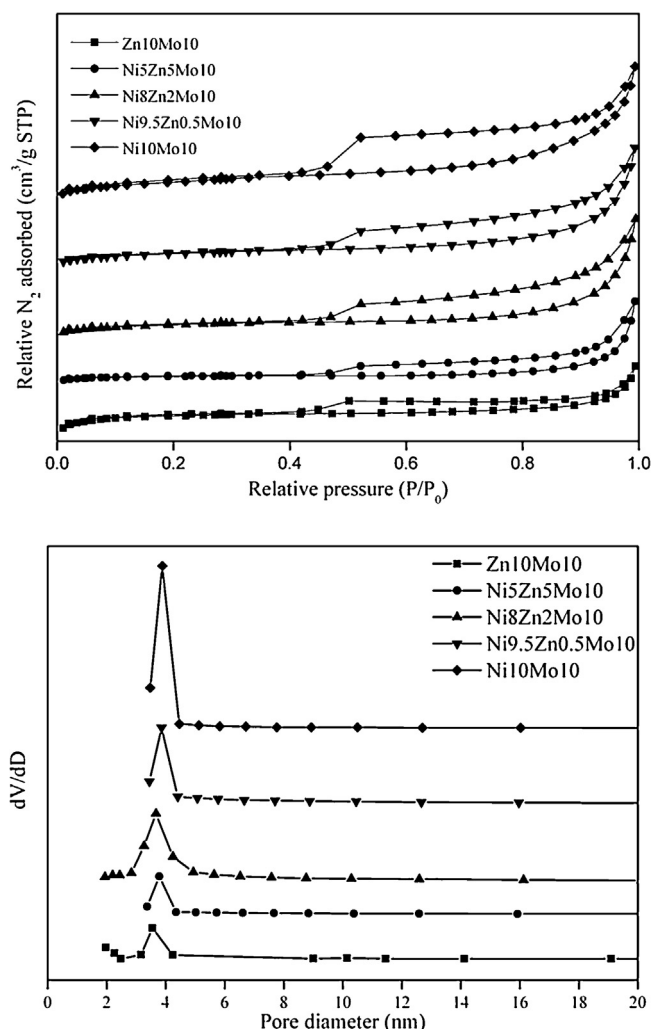 Zn10Mo10
Ni5Zn5Mo10
Ni8Zn2Mo10
Ni9.5Zn0.5Mo10
Ni10Mo10
Relative N₂ adsorbed (cm³/g STP)
0.0 0.2 0.4 0.6 0.8 1.0
Relative pressure (P/P₀)
Zn10Mo10
Ni5Zn5Mo10
Ni8Zn2Mo10
Ni9.5Zn0.5Mo10
Ni10Mo10
dV/dD
0 2 4 6 8 10 12 14 16 18 20
Pore diameter (nm)